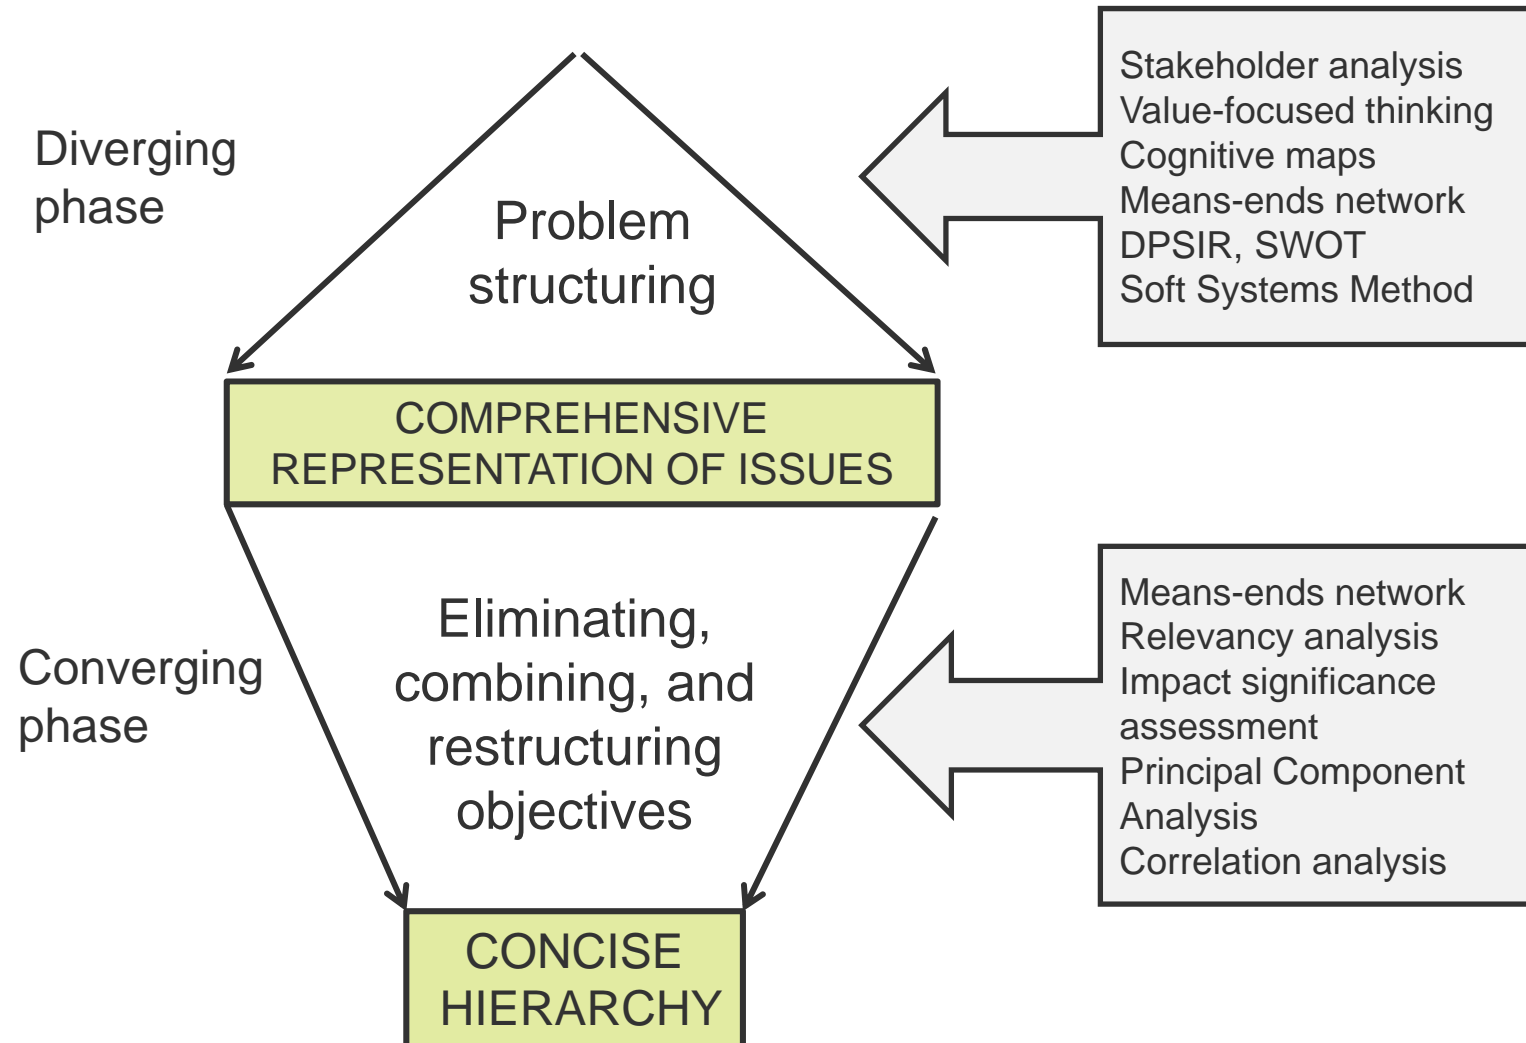 Diverging
phase
Problem
structuring
Stakeholder analysis
Value-focused thinking
Cognitive maps
Means-ends network
DPSIR, SWOT
Soft Systems Method
COMPREHENSIVE
REPRESENTATION OF ISSUES
Converging
phase
Eliminating,
combining, and
restructuring
objectives
Means-ends network
Relevancy analysis
Impact significance
assessment
Principal Component
Analysis
Correlation analysis
CONCISE
HIERARCHY